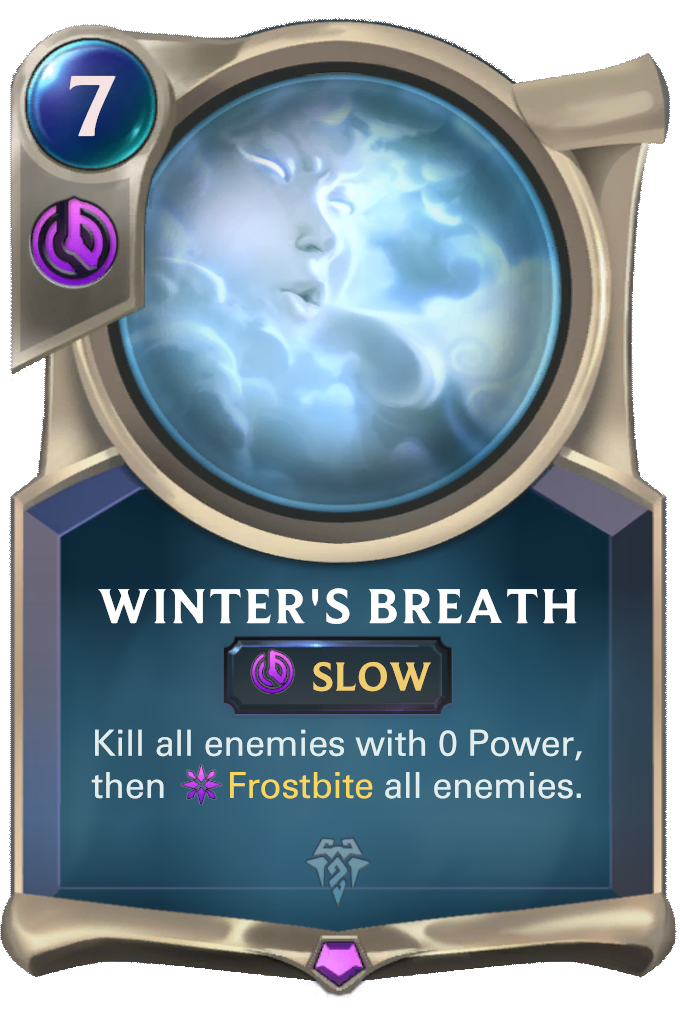 7
WINTER'S BREATH
SLOW
Kill all enemies with 0 Power,
then Frostbite all enemies.